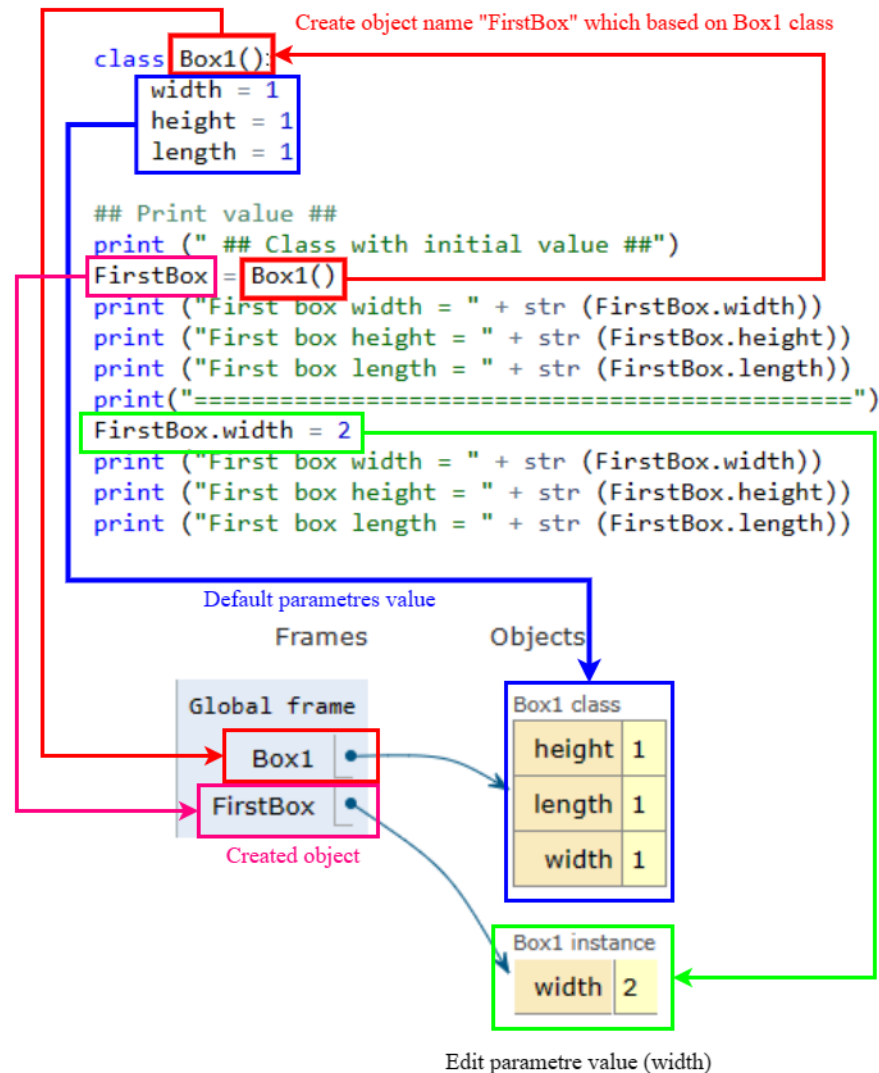 Create object name "FirstBox" which based on Box1 class
class Box1():
width = 1
height = 1
length = 1
## Print value ##
print (" ## Class with initial value ##")
FirstBox = Box1()
print ("First box width = " + str (FirstBox.width))
print ("First box height = " + str (FirstBox.height))
print ("First box length = " + str (FirstBox.length))
print("==============================================")
FirstBox.width = 2
print ("First box width = " + str (FirstBox.width))
print ("First box height = " + str (FirstBox.height))
print ("First box length = " + str (FirstBox.length))
Default parametres value
Frames Objects
Global frame
Box1
FirstBox
Created object
Box1 class
height 1
length 1
width 1
Box1 instance
width 2
Edit parametre value (width)